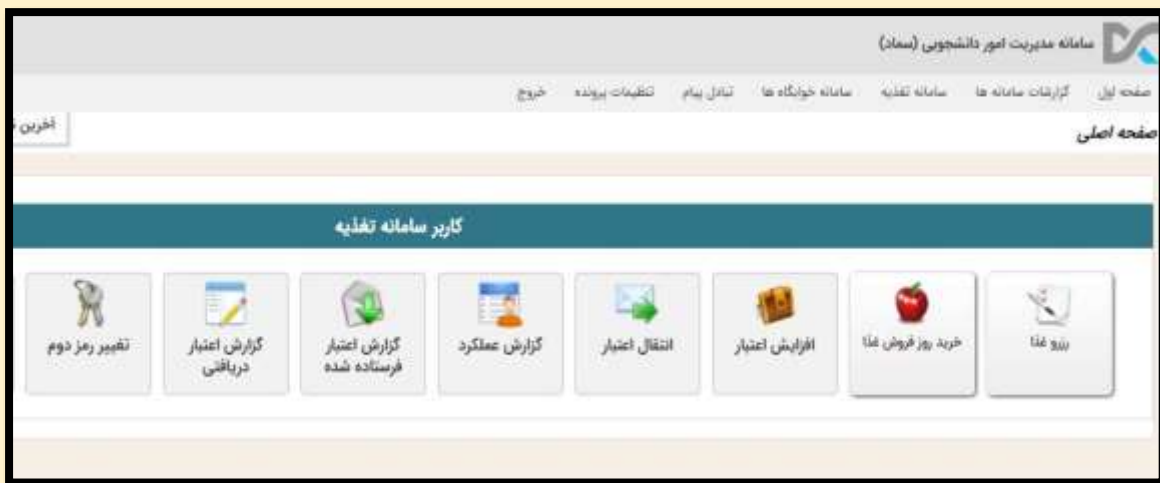 سامانه مدیریت امور دانشجویی (سماد)
صفحه اول گزارشات سامانه ها سامانه تغذیه سامانه خوابگاه ها تبادل پیام تنظیمات پرونده خروج
صفحه اصلی
آخرین
کاربر سامانه تغذیه
رزرو غذا
خرید روز فروش غذا
افزایش اعتبار
انتقال اعتبار
گزارش عملکرد
گزارش اعتبار
فرستاده شده
گزارش اعتبار
دریافتی
تغییر رمز دوم